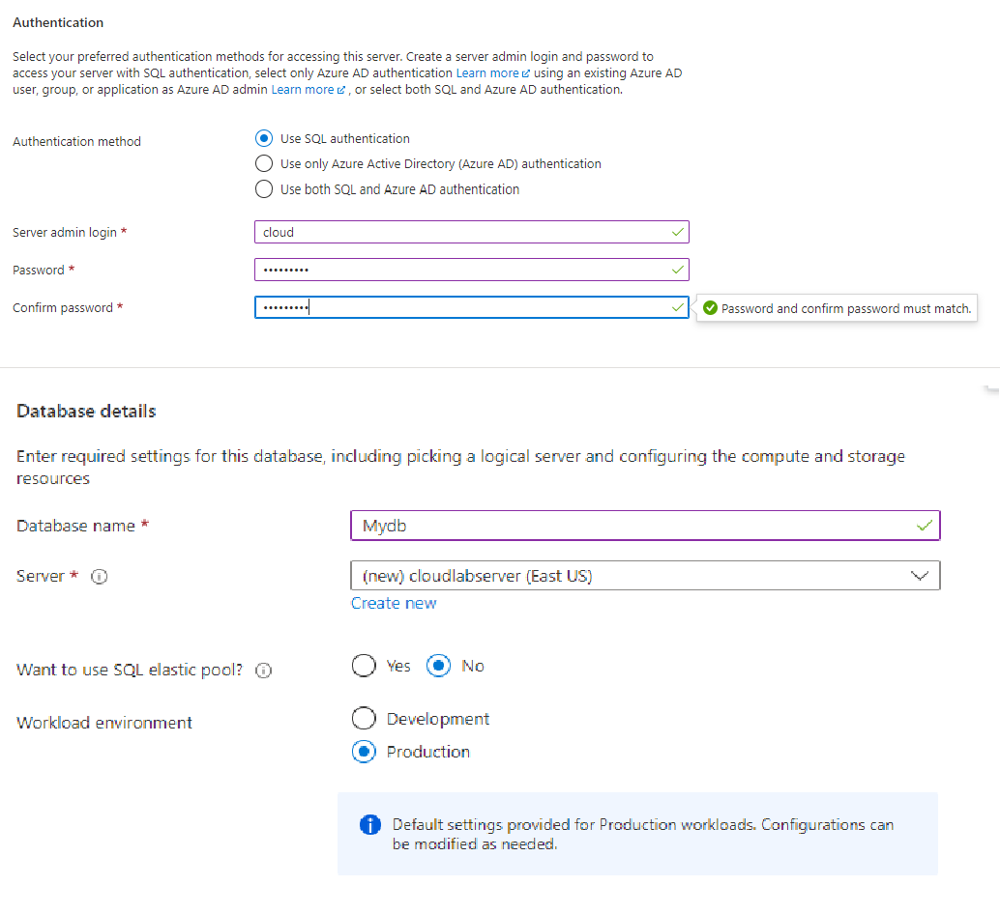 Authentication
Select your preferred authentication methods for accessing this server. Create a server admin login and password to
access your server with SQL authentication, select only Azure AD authentication Learn more using an existing Azure AD
user, group, or application as Azure AD admin Learn more , or select both SQL and Azure AD authentication.
Authentication method
Use SQL authentication
Use only Azure Active Directory (Azure AD) authentication
Use both SQL and Azure AD authentication
Server admin login * cloud
Password * •••••••••
Confirm password * ••••••••• Password and confirm password must match.
Database details
Enter required settings for this database, including picking a logical server and configuring the compute and storage
resources
Database name * Mydb
Server * (new) cloudlabserver (East US)
Create new
Want to use SQL elastic pool? Yes No
Workload environment Development
Production
Default settings provided for Production workloads. Configurations can
be modified as needed.